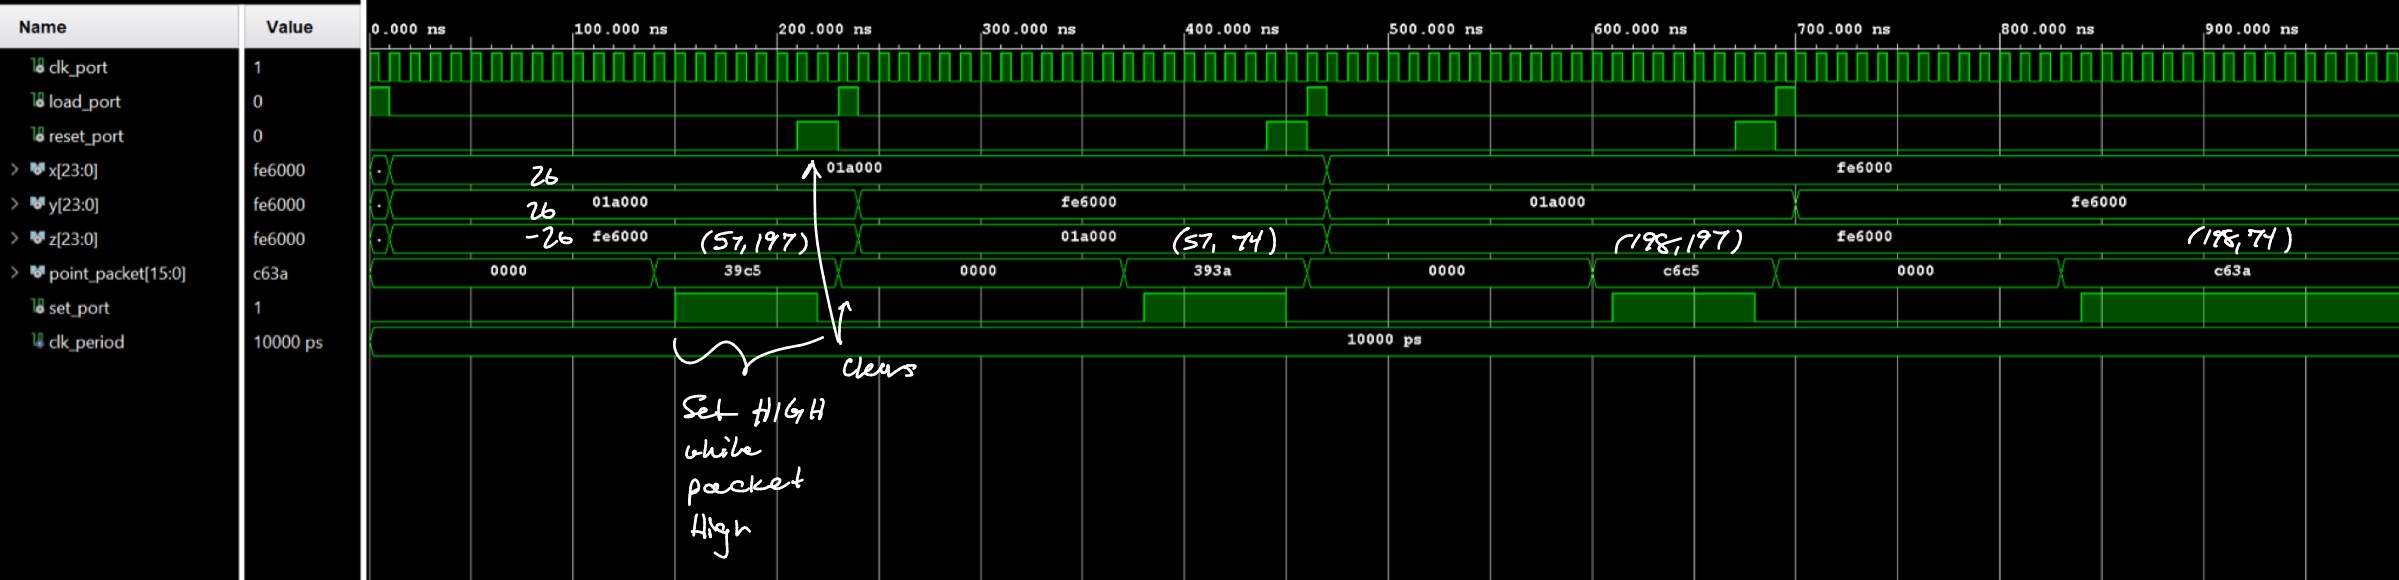 Name Value 0.000 ns 100.000 ns 200.000 ns 300.000 ns 400.000 ns 500.000 ns 600.000 ns 700.000 ns 800.000 ns 900.000 ns
clk_port 1
load_port 0
reset_port 0
x[23:0] fe6000 26 01a000 fe6000
y[23:0] fe6000 26 01a000 fe6000 01a000 fe6000
z[23:0] fe6000 -26 fe6000 (57,197) 01a000 (57, 74) (198,197) fe6000 (198,74)
point_packet[15:0] c63a 0000 39c5 0000 393a 0000 c6c5 0000 c63a
set_port 1
clk_period 10000 ps 10000 ps
Clears
Set HIGH
while
packet
High